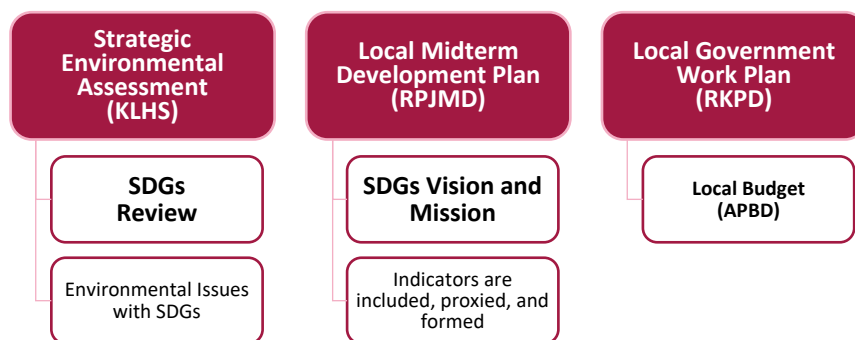 Strategic
Environmental
Assessment
(KLHS)
SDGs
Review
Environmental Issues
with SDGs
Local Midterm
Development Plan
(RPJMD)
SDGs Vision and
Mission
Indicators are
included, proxied, and
formed
Local Government
Work Plan
(RKPD)
Local Budget
(APBD)